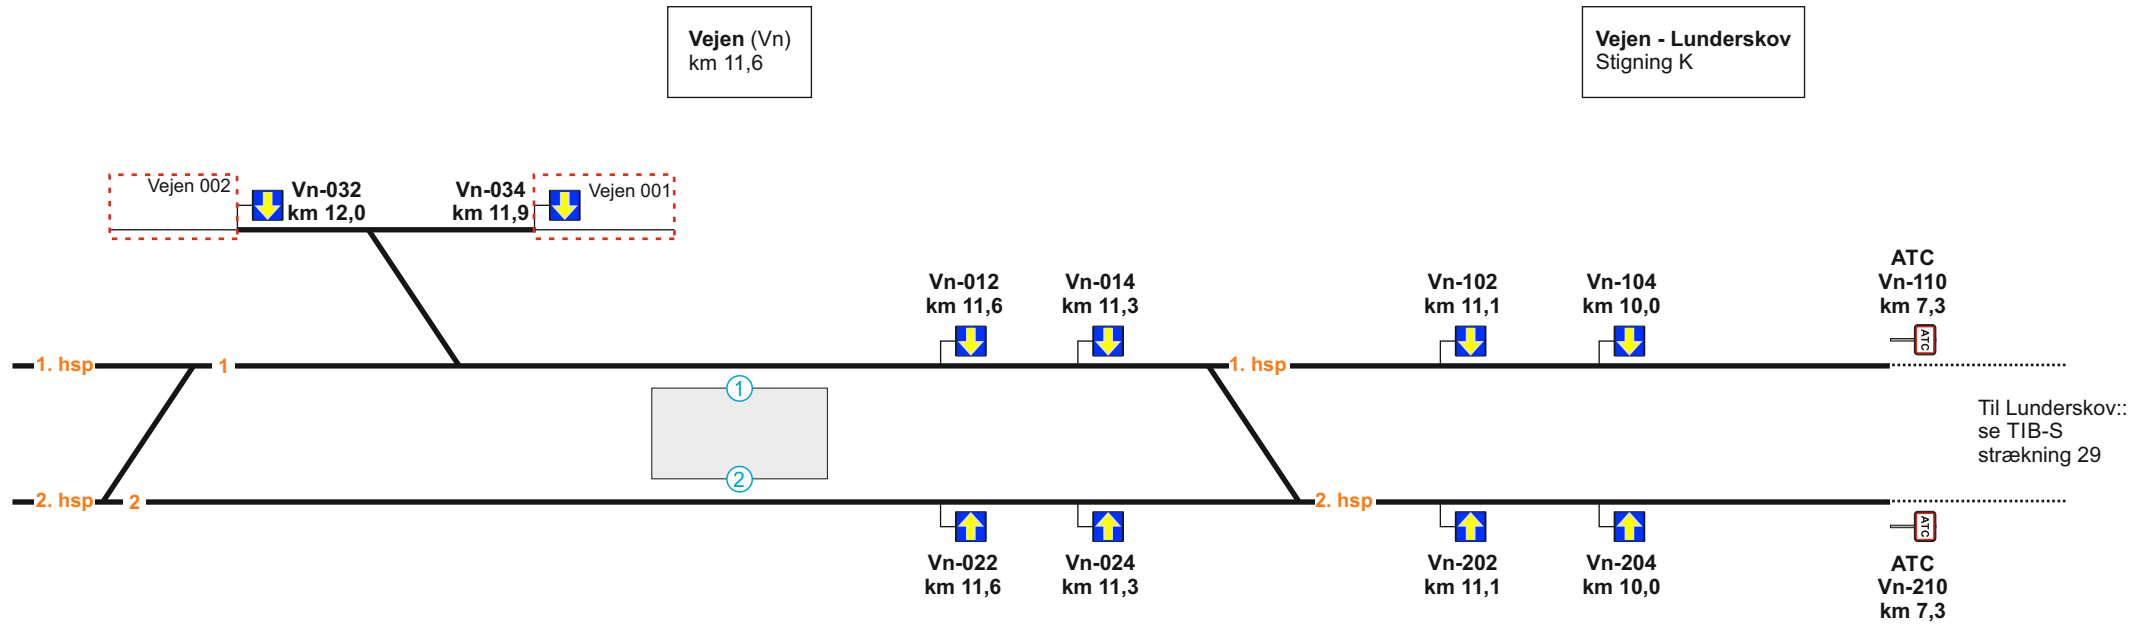 Vejen (Vn)
km 11,6
Vejen - Lunderskov
Stigning K
Vejen 002
Vn-032
km 12,0
Vn-034
km 11,9
Vejen 001
Vn-012
km 11,6
Vn-014
km 11,3
Vn-102
km 11,1
Vn-104
km 10,0
ATC
Vn-110
km 7,3
ATC
1. hsp
1
1. hsp
1
Til Lunderskov::
se TIB-S
strækning 29
2
2. hsp
2
2. hsp
ATC
Vn-022
km 11,6
Vn-024
km 11,3
Vn-202
km 11,1
Vn-204
km 10,0
ATC
Vn-210
km 7,3